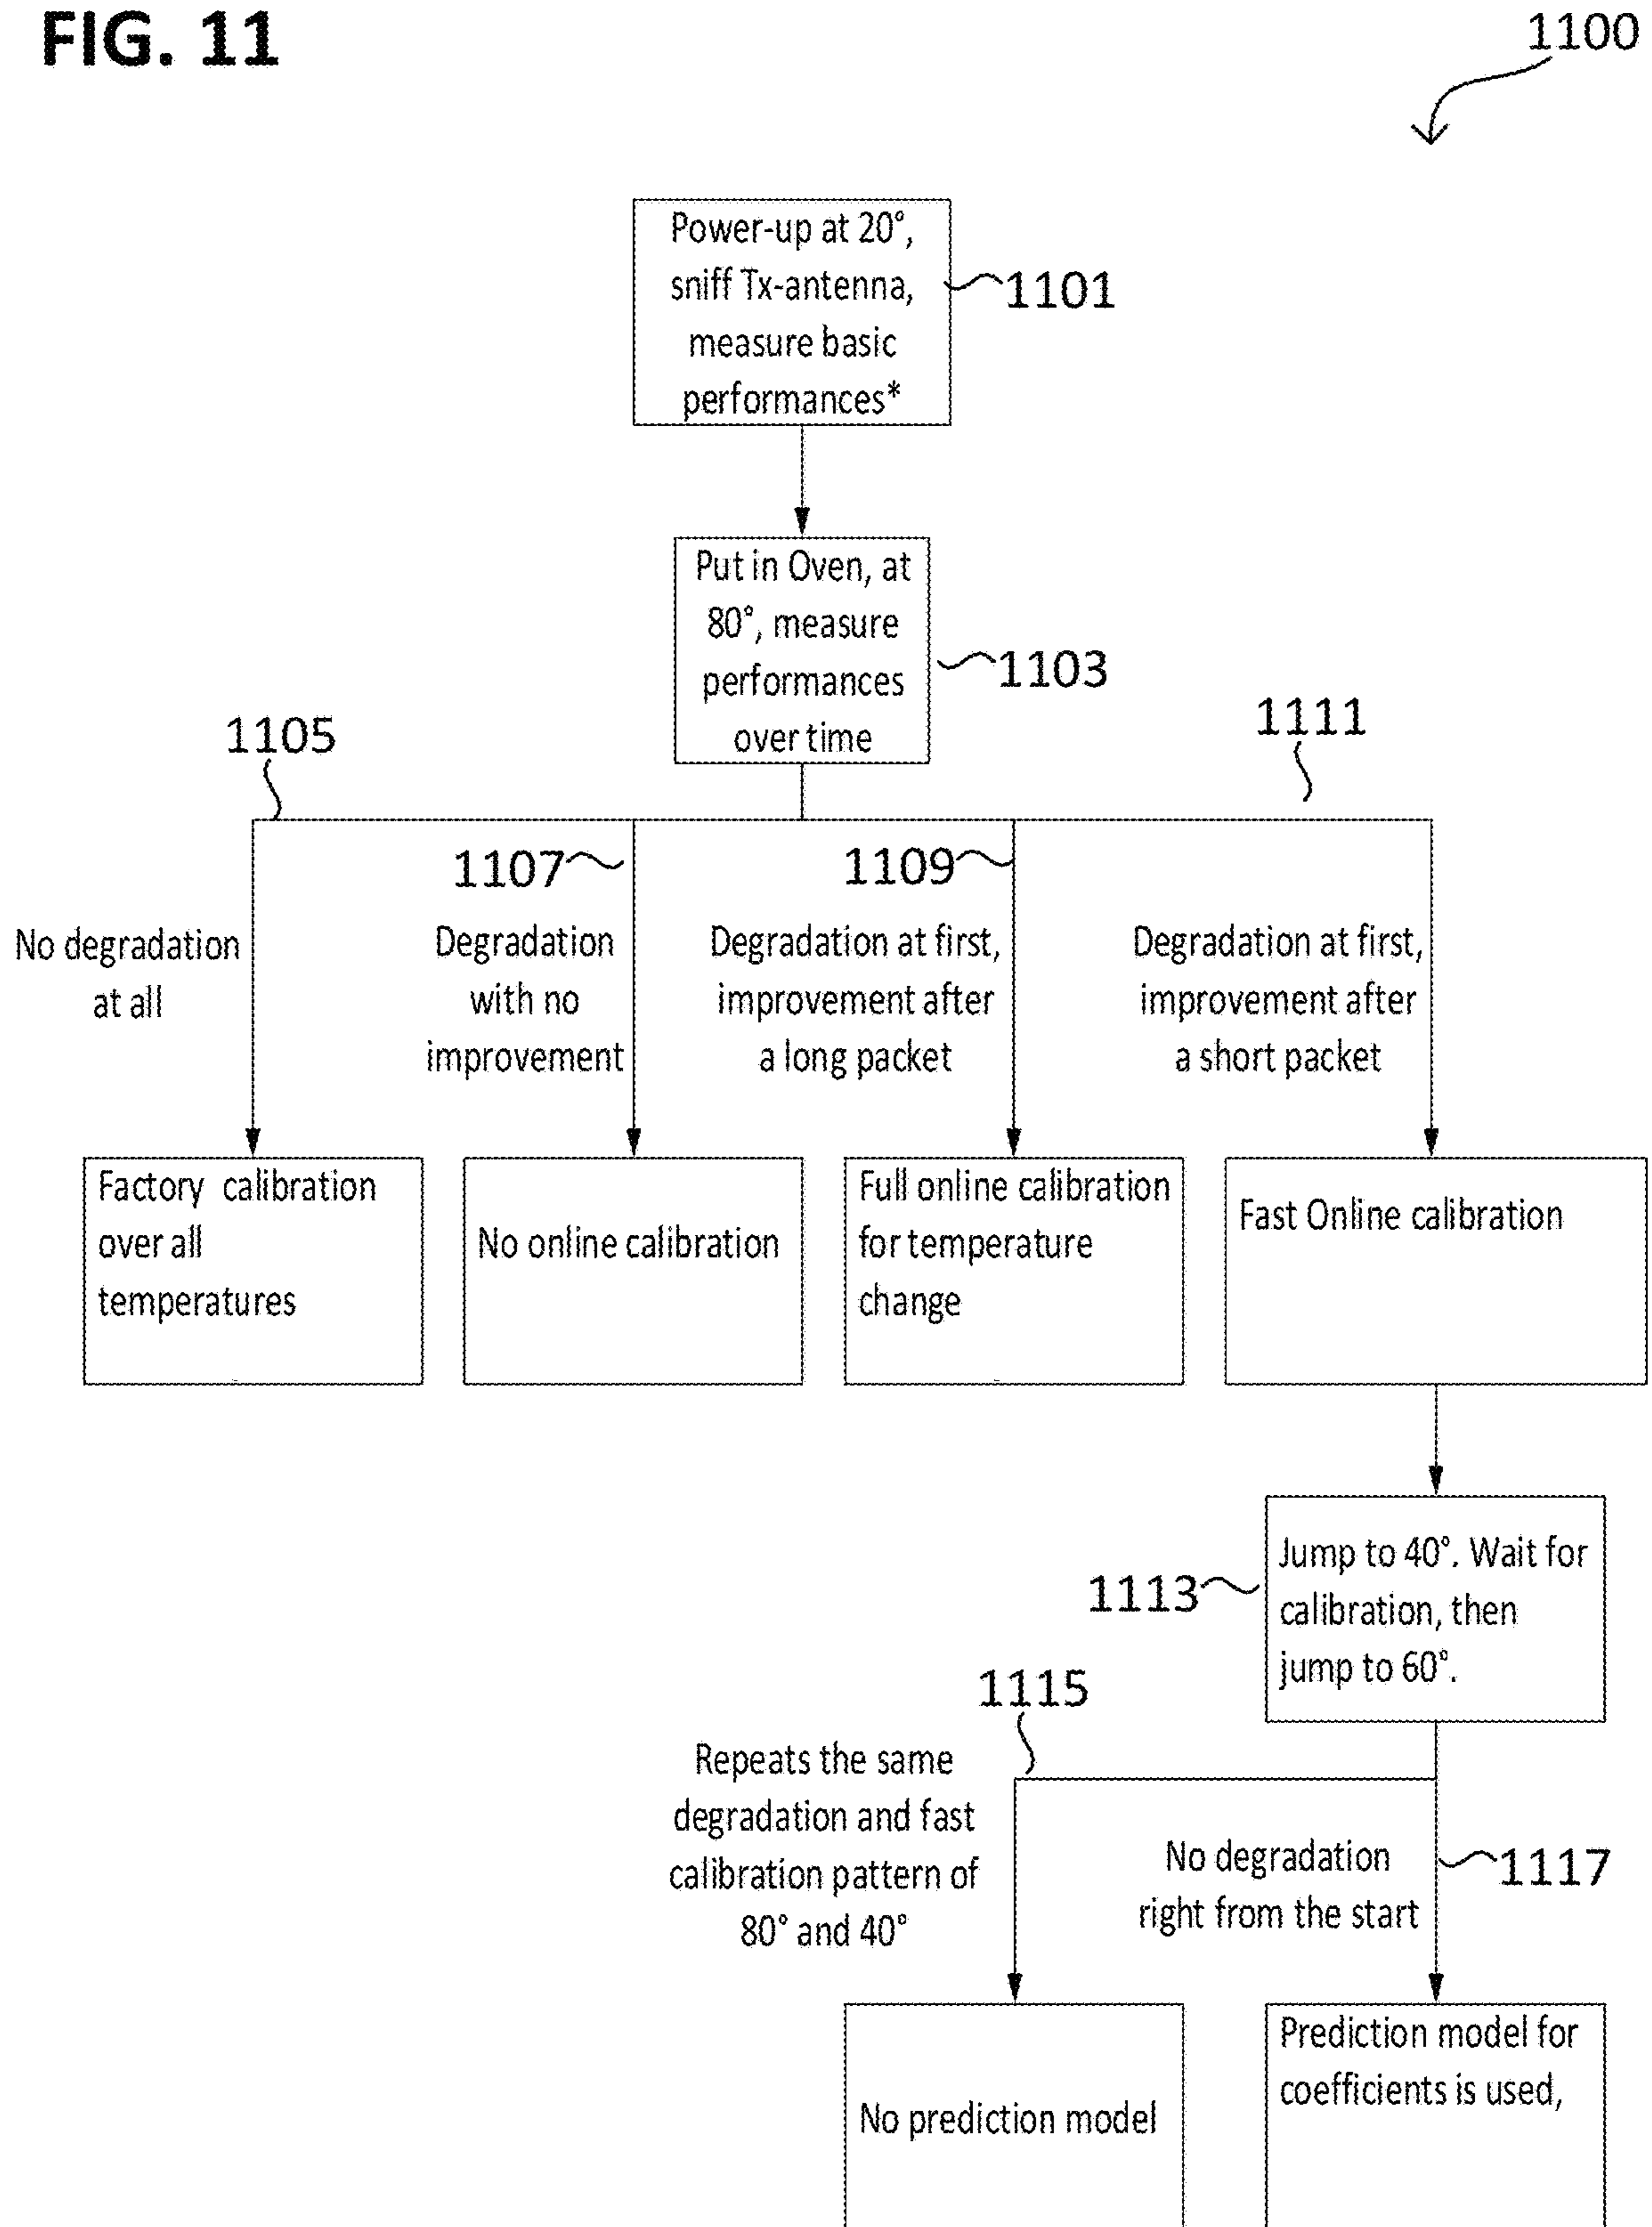 FIG. 11
1100
Power-up at 20°,
sniff Tx-antenna,
measure basic
performances*
1101
Put in Oven, at
80°, measure
performances
over time
1103
1105
1111
1107
1109
No degradation
at all
Degradation
with no
improvement
Degradation at first,
improvement after
a long packet
Degradation at first,
improvement after
a short packet
Factory calibration
over all
temperatures
No online calibration
Full online calibration
for temperature
change
Fast Online calibration
Jump to 40°. Wait for
calibration, then
jump to 60°.
1113
1115
Repeats the same
degradation and fast
calibration pattern of
80° and 40°
No degradation
right from the start
1117
No prediction model
Prediction model for
coefficients is used,